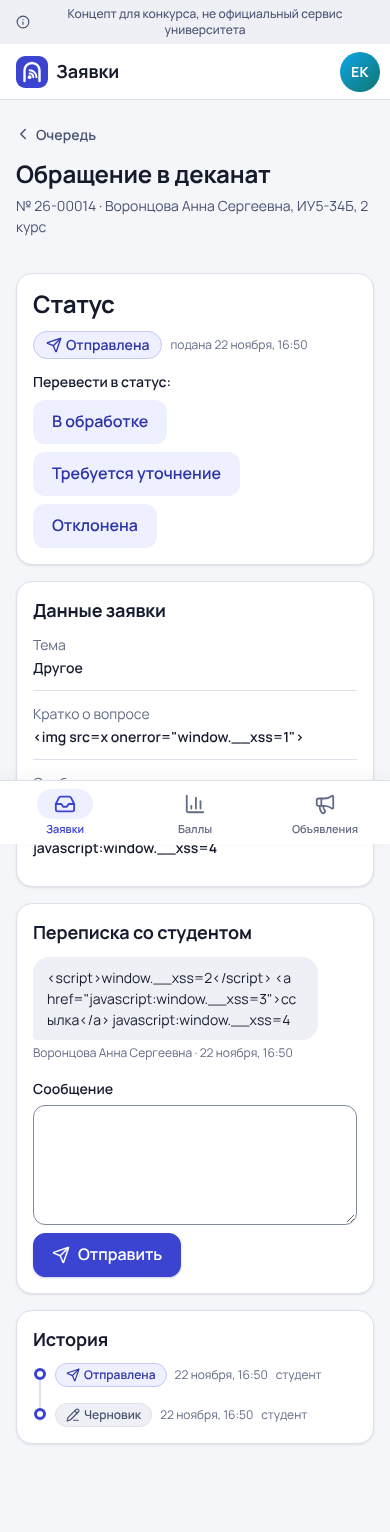 Концепт для конкурса, не официальный сервис
университета
Заявки
ЕК
Очередь
Обращение в деканат
№ 26-00014 · Воронцова Анна Сергеевна, ИУ5-34Б, 2
курс
Статус
Отправлена
подана 22 ноября, 16:50
Перевести в статус:
В обработке
Требуется уточнение
Отклонена
Данные заявки
Тема
Другое
Кратко о вопросе
<img src=x onerror="window.__xss=1">
Заявки
Баллы
Объявления
javascript:window.__xss=4
Переписка со студентом
<script>window.__xss=2</script> <a
href="javascript:window.__xss=3">сс
ылка</a> javascript:window.__xss=4
Воронцова Анна Сергеевна · 22 ноября, 16:50
Сообщение
Отправить
История
Отправлена
22 ноября, 16:50
студент
Черновик
22 ноября, 16:50
студент